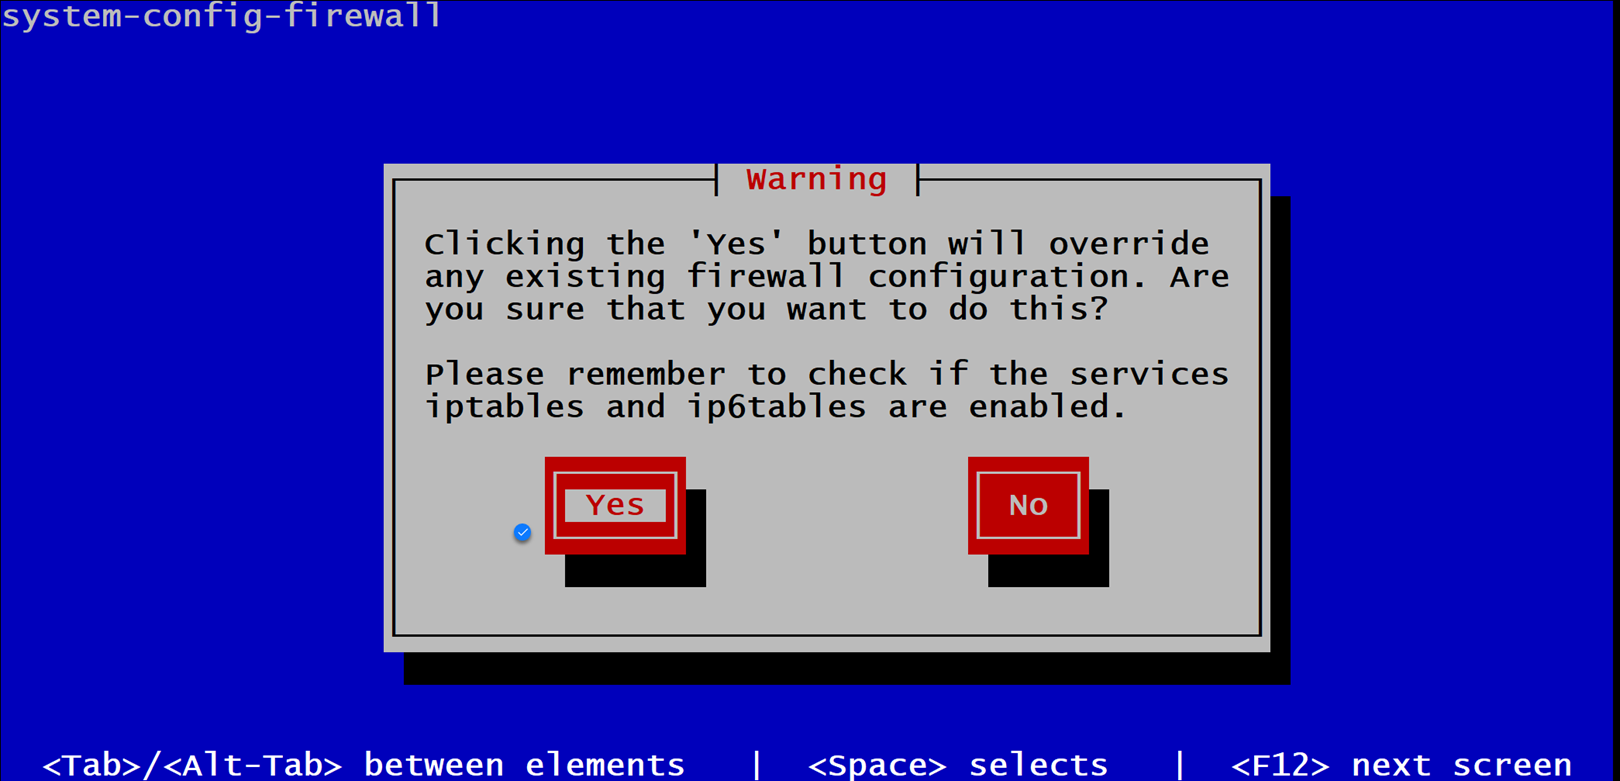 system-config-firewall
Warning
Clicking the 'Yes' button will override
any existing firewall configuration. Are
you sure that you want to do this?
Please remember to check if the services
iptables and ip6tables are enabled.
Yes No
<Tab>/<Alt-Tab> between elements | <Space> selects | <F12> next screen